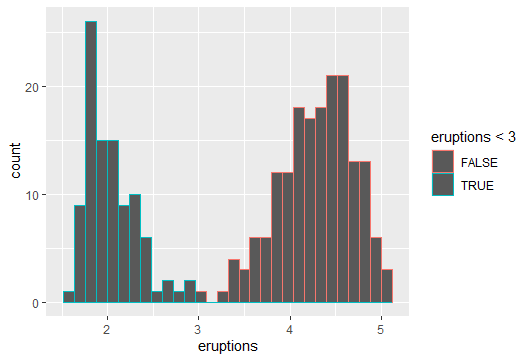 20
10
0
count
2
3
4
5
eruptions
eruptions < 3
FALSE
TRUE